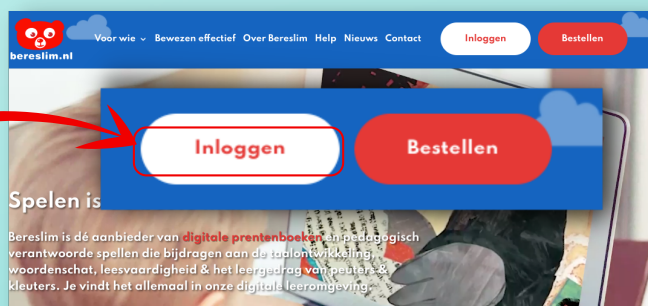 bereslim.nl
Voor wie Bewezen effectief Over Bereslim Help Nieuws Contact Inloggen Bestellen
Inloggen Bestellen
Spelen is
Bereslim is dé aanbieder van digitale prentenboeken en pedagogisch
verantwoorde spellen die bijdragen aan de taalontwikkeling,
woordenschat, leesvaardigheid & het leergedrag van peuters &
kleuters. Je vindt het allemaal in onze digitale leeromgeving.